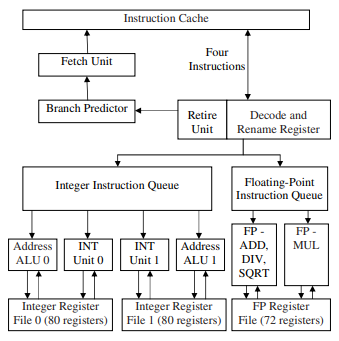 Instruction Cache
Four
Instructions
Fetch Unit
Branch Predictor
Retire
Unit
Decode and
Rename Register
Integer Instruction Queue
Floating-Point
Instruction Queue
Address
ALU 0
INT
Unit 0
INT
Unit 1
Address
ALU 1
FP -
ADD,
DIV,
SQRT
FP -
MUL
Integer Register
File 0 (80 registers)
Integer Register
File 1 (80 registers)
FP Register
File (72 registers)